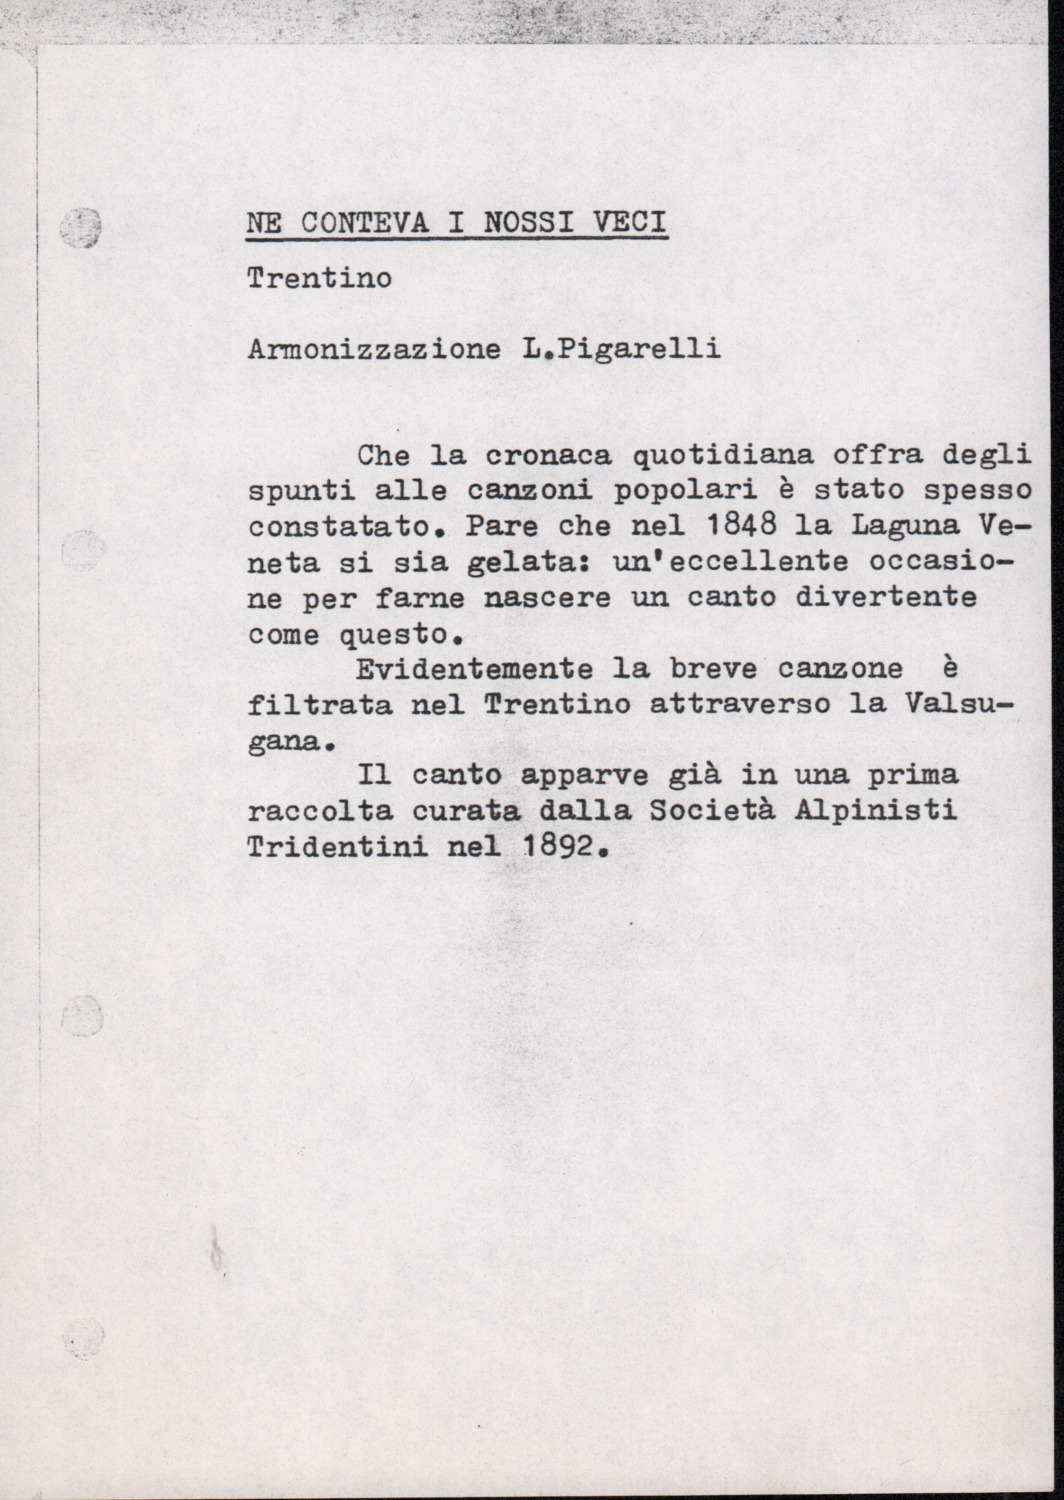 NE CONTEVA I NOSSI VECI
Trentino
Armonizzazione L.Pigarelli
Che la cronaca quotidiana offra degli
spunti alle canzoni popolari è stato spesso
constatato. Pare che nel 1848 la Laguna Ve-
neta si sia gelata: un'eccellente occasio-
ne per farne nascere un canto divertente
come questo.
Evidentemente la breve canzone è
filtrata nel Trentino attraverso la Valsu-
gana.
Il canto apparve già in una prima
raccolta curata dalla Società Alpinisti
Tridentini nel 1892.